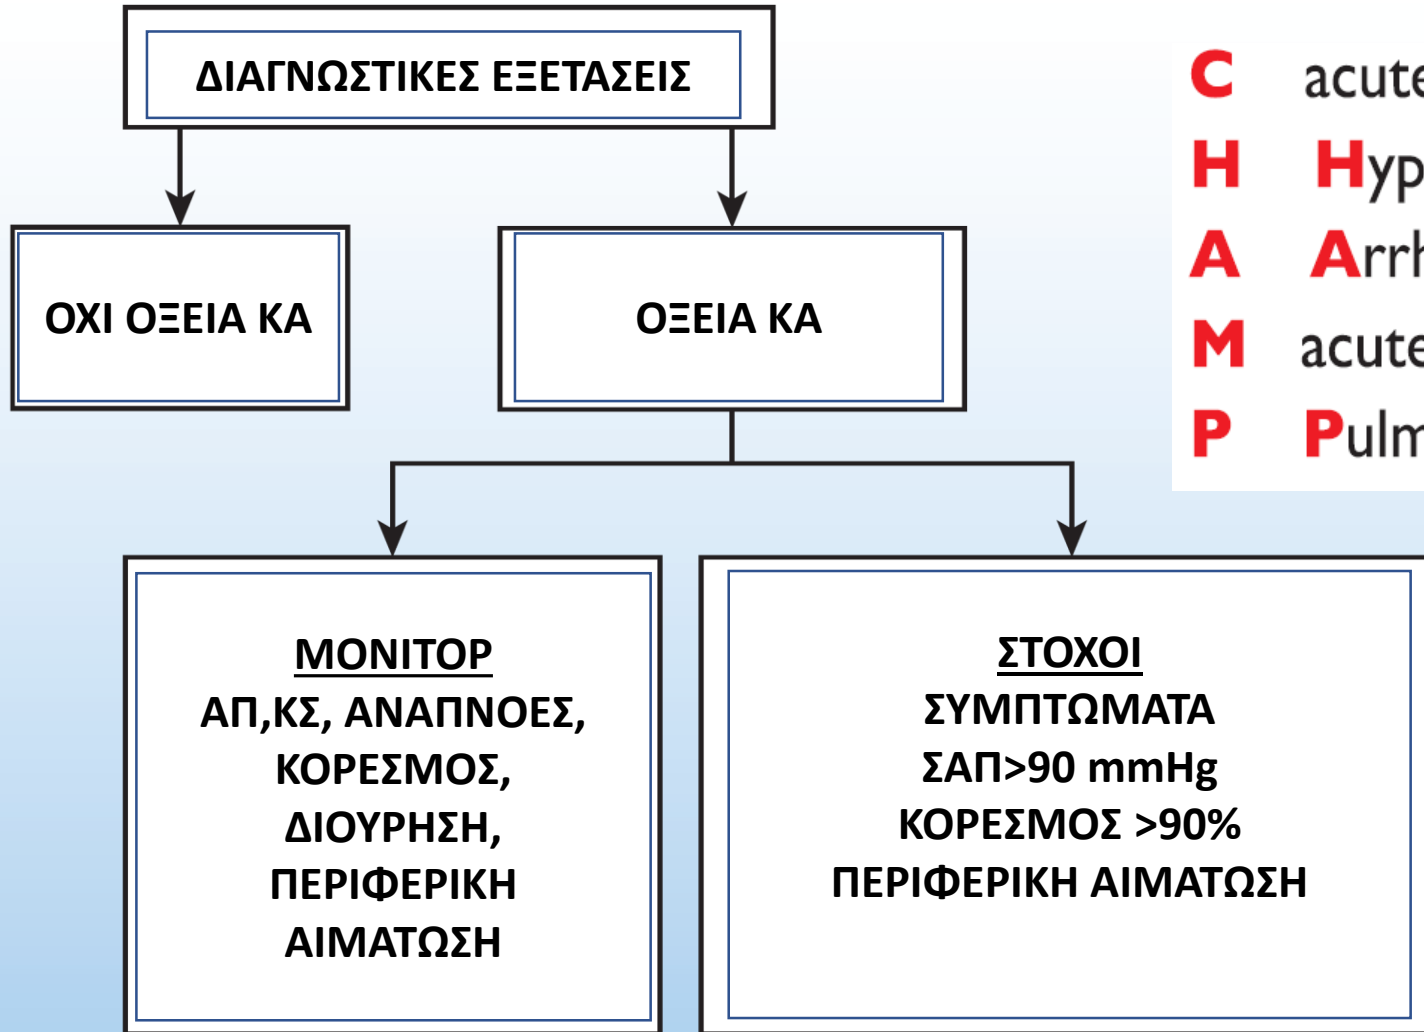 ΔΙΑΓΝΩΣΤΙΚΕΣ ΕΞΕΤΑΣΕΙΣ
ΟΧΙ ΟΞΕΙΑ ΚΑ
ΟΞΕΙΑ ΚΑ
C acute
H Hyp
A Arrh
M acute
P Pulm
ΜΟΝΙΤΟΡ
ΑΠ,ΚΣ, ΑΝΑΠΝΟΕΣ,
ΚΟΡΕΣΜΟΣ,
ΔΙΟΥΡΗΣΗ,
ΠΕΡΙΦΕΡΙΚΗ
ΑΙΜΑΤΩΣΗ
ΣΤΟΧΟΙ
ΣΥΜΠΤΩΜΑΤΑ
ΣΑΠ>90 mmHg
ΚΟΡΕΣΜΟΣ >90%
ΠΕΡΙΦΕΡΙΚΗ ΑΙΜΑΤΩΣΗ